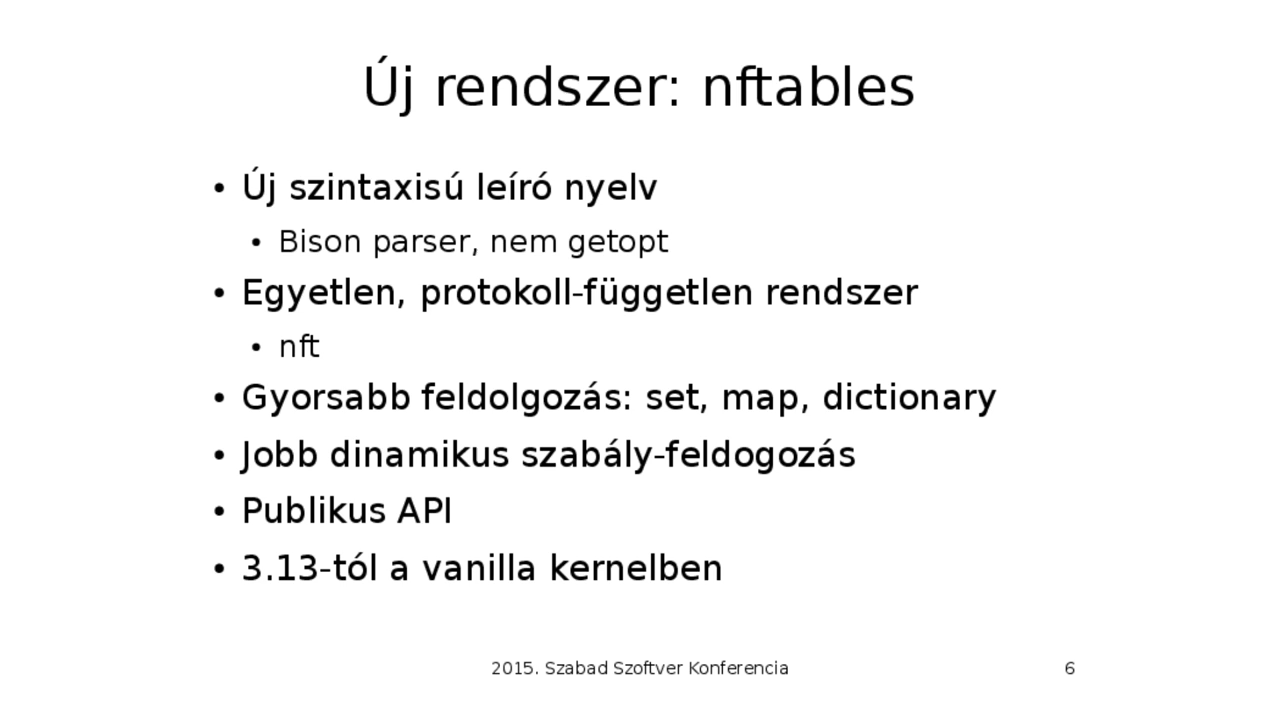 Új rendszer: nftables
• Új szintaxisú leíró nyelv
• Bison parser, nem getopt
• Egyetlen, protokoll-független rendszer
• nft
• Gyorsabb feldolgozás: set, map, dictionary
• Jobb dinamikus szabály-feldogozás
• Publikus API
• 3.13-tól a vanilla kernelben
2015. Szabad Szoftver Konferencia
6